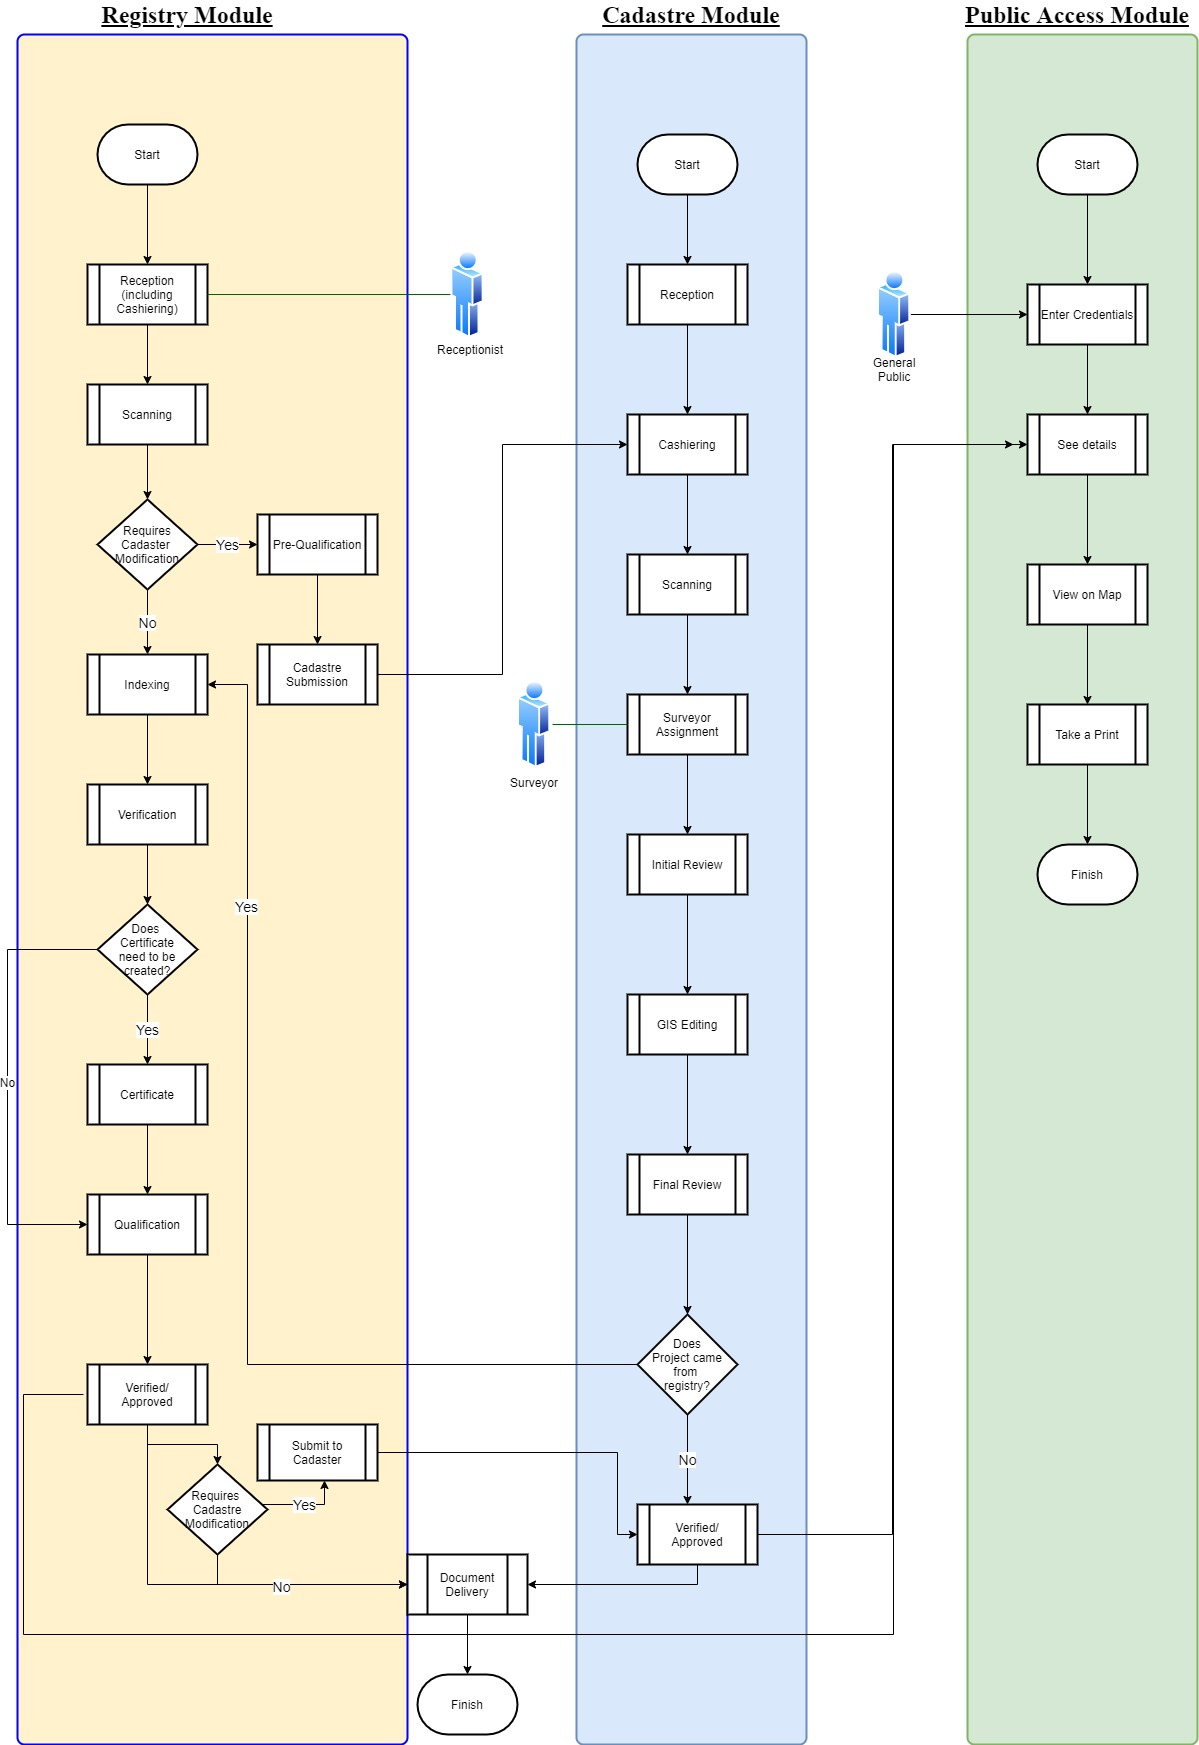 Registry Module
Cadastre Module
Public Access Module
Start
Reception
(including
Cashiering)
Receptionist
Scanning
Requires
Cadaster
Modification
Yes
Pre-Qualification
No
Cadastre
Submission
Indexing
Verification
Yes
Does
Certificate
need to be
created?
Yes
No
Certificate
Qualification
Verified/
Approved
Submit to
Cadaster
Requires
Cadastre
Modification
Yes
No
Document
Delivery
Finish
Start
Reception
Cashiering
Scanning
Surveyor
Assignment
Surveyor
Initial Review
GIS Editing
Final Review
Does
Project came
from
registry?
No
Verified/
Approved
Start
General
Public
Enter Credentials
See details
View on Map
Take a Print
Finish